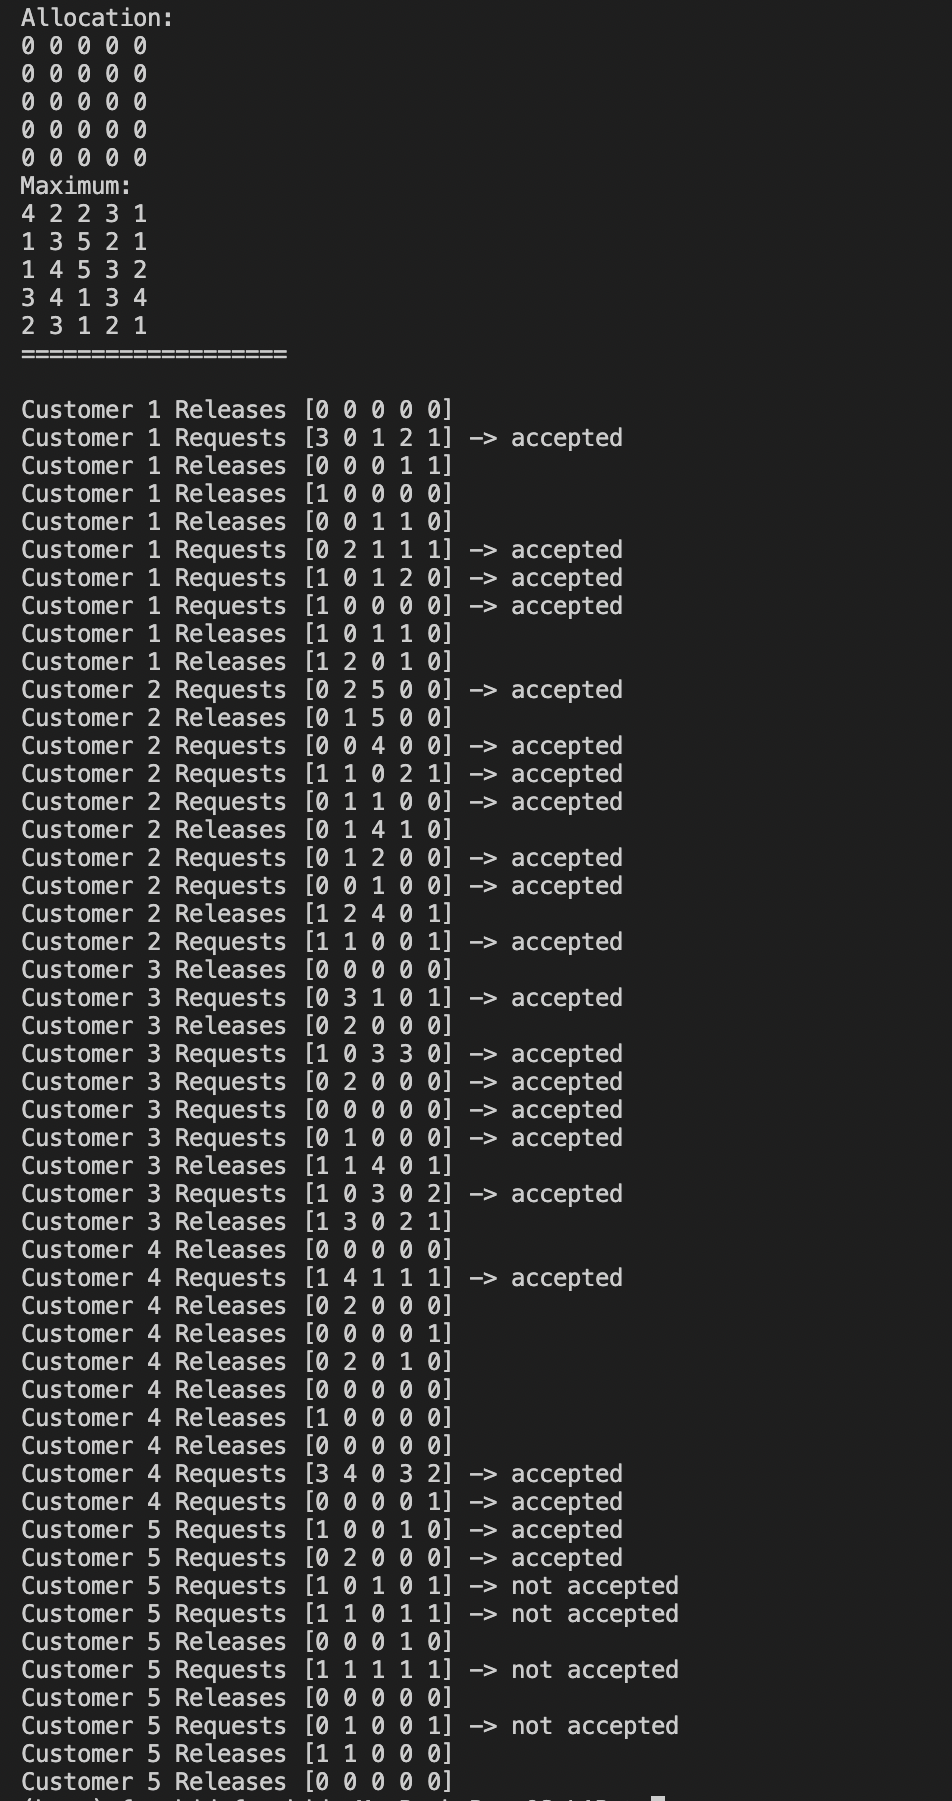 Allocation:
0 0 0 0 0
0 0 0 0 0
0 0 0 0 0
0 0 0 0 0
0 0 0 0 0
Maximum:
4 2 2 3 1
1 3 5 2 1
1 4 5 3 2
3 4 1 3 4
2 3 1 2 1
===================
Customer 1 Releases [0 0 0 0 0]
Customer 1 Requests [3 0 1 2 1] -> accepted
Customer 1 Releases [0 0 0 1 1]
Customer 1 Releases [1 0 0 0 0]
Customer 1 Releases [0 0 1 1 0]
Customer 1 Requests [0 2 1 1 1] -> accepted
Customer 1 Requests [1 0 1 2 0] -> accepted
Customer 1 Requests [1 0 0 0 0] -> accepted
Customer 1 Releases [1 0 1 1 0]
Customer 1 Releases [1 2 0 1 0]
Customer 2 Requests [0 2 5 0 0] -> accepted
Customer 2 Releases [0 1 5 0 0]
Customer 2 Requests [0 0 4 0 0] -> accepted
Customer 2 Requests [1 1 0 2 1] -> accepted
Customer 2 Requests [0 1 1 0 0] -> accepted
Customer 2 Releases [0 1 4 1 0]
Customer 2 Requests [0 1 2 0 0] -> accepted
Customer 2 Requests [0 0 1 0 0] -> accepted
Customer 2 Releases [1 2 4 0 1]
Customer 2 Requests [1 1 0 0 1] -> accepted
Customer 3 Releases [0 0 0 0 0]
Customer 3 Requests [0 3 1 0 1] -> accepted
Customer 3 Releases [0 2 0 0 0]
Customer 3 Requests [1 0 3 3 0] -> accepted
Customer 3 Requests [0 2 0 0 0] -> accepted
Customer 3 Requests [0 0 0 0 0] -> accepted
Customer 3 Requests [0 1 0 0 0] -> accepted
Customer 3 Releases [1 1 4 0 1]
Customer 3 Requests [1 0 3 0 2] -> accepted
Customer 3 Releases [1 3 0 2 1]
Customer 4 Releases [0 0 0 0 0]
Customer 4 Requests [1 4 1 1 1] -> accepted
Customer 4 Releases [0 2 0 0 0]
Customer 4 Releases [0 0 0 0 1]
Customer 4 Releases [0 2 0 1 0]
Customer 4 Releases [0 0 0 0 0]
Customer 4 Releases [1 0 0 0 0]
Customer 4 Releases [0 0 0 0 0]
Customer 4 Requests [3 4 0 3 2] -> accepted
Customer 4 Requests [0 0 0 0 1] -> accepted
Customer 5 Requests [1 0 0 1 0] -> accepted
Customer 5 Requests [0 2 0 0 0] -> accepted
Customer 5 Requests [1 0 1 0 1] -> not accepted
Customer 5 Requests [1 1 0 1 1] -> not accepted
Customer 5 Releases [0 0 0 1 0]
Customer 5 Requests [1 1 1 1 1] -> not accepted
Customer 5 Releases [0 0 0 0 0]
Customer 5 Requests [0 1 0 0 1] -> not accepted
Customer 5 Releases [1 1 0 0 0]
Customer 5 Releases [0 0 0 0 0]